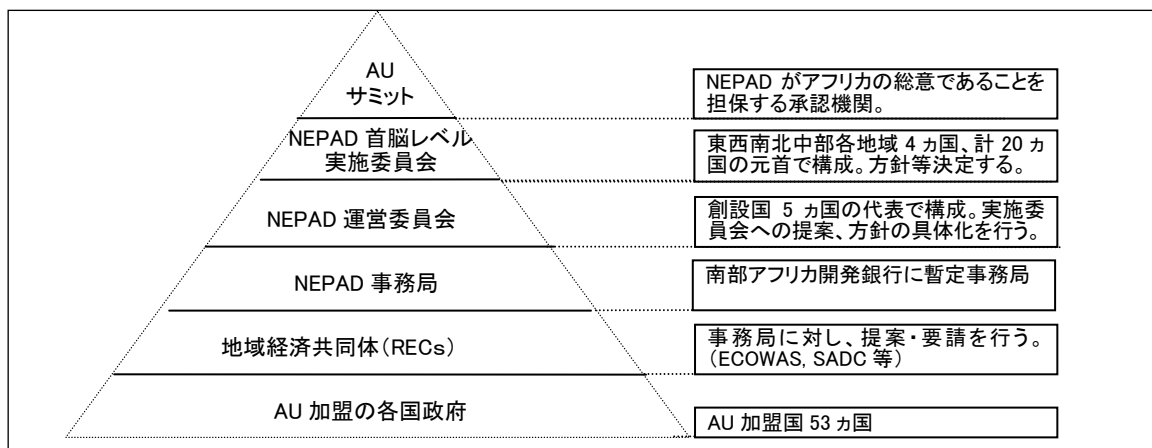 AU
サミット
NEPAD がアフリカの総意であることを
担保する承認機関。
NEPAD 首脳レベル
実施委員会
東西南北中部各地域 4 ヵ国、計 20 ヵ
国の元首で構成。方針等決定する。
NEPAD 運営委員会
創設国 5 ヵ国の代表で構成。実施委
員会への提案、方針の具体化を行う。
NEPAD 事務局
南部アフリカ開発銀行に暫定事務局
地域経済共同体(RECs)
事務局に対し、提案・要請を行う。
(ECOWAS, SADC 等)
AU 加盟の各国政府
AU 加盟国 53 ヵ国